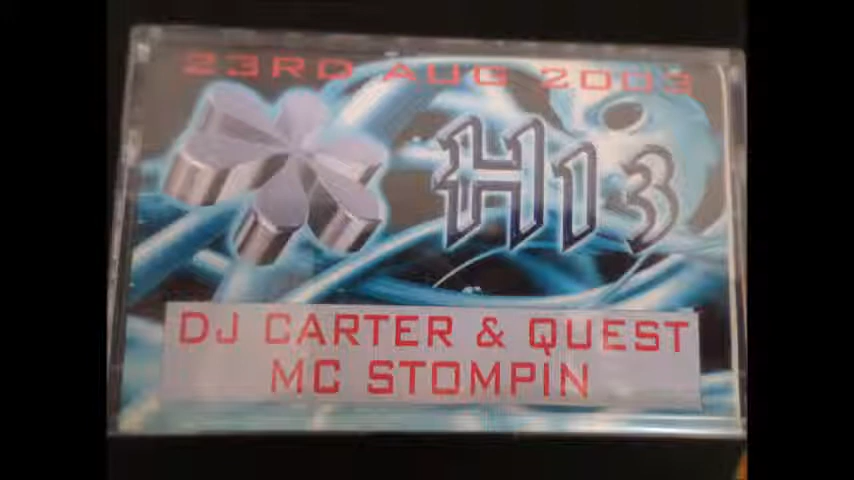 23RD AUG 2003
H13
DJ CARTER & QUEST
MC STOMPIN